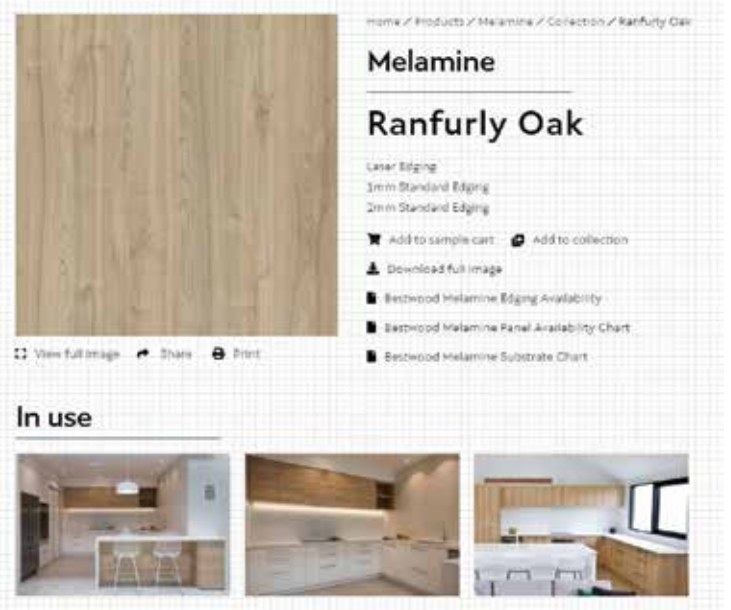 Home / Products / Melamine / Collection / Ranfurly Oak
Melamine
Ranfurly Oak
Laser Edging
1mm Standard Edging
2mm Standard Edging
Add to sample cart Add to collection
Download full image
Bestwood Melamine Edging Availability
Bestwood Melamine Panel Availability Chart
Bestwood Melamine Substrate Chart
View full image Share Print
In use